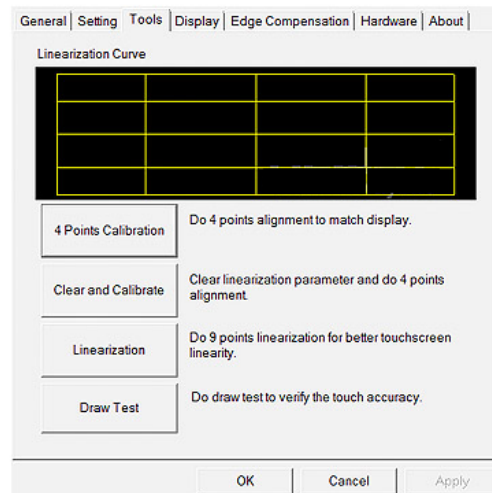 General Setting Tools Display Edge Compensation Hardware About
Linearization Curve
4 Points Calibration
Do 4 points alignment to match display.
Clear and Calibrate
Clear linearization parameter and do 4 points
alignment.
Linearization
Do 9 points linearization for better touchscreen
linearity.
Draw Test
Do draw test to verify the touch accuracy.
OK Cancel Apply